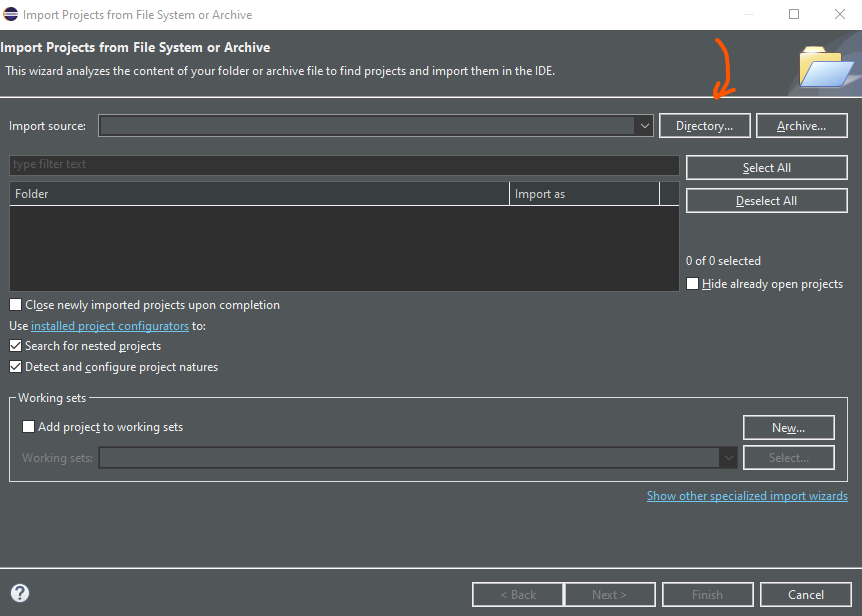 Import Projects from File System or Archive
Import Projects from File System or Archive
This wizard analyzes the content of your folder or archive file to find projects and import them in the IDE.
Import source: Directory... Archive...
type filter text Select All
Folder Import as
Deselect All
0 of 0 selected
Hide already open projects
Close newly imported projects upon completion
Use installed project configurators to:
Search for nested projects
Detect and configure project natures
Working sets
Add project to working sets New...
Working sets: Select...
Show other specialized import wizards
? < Back Next > Finish Cancel